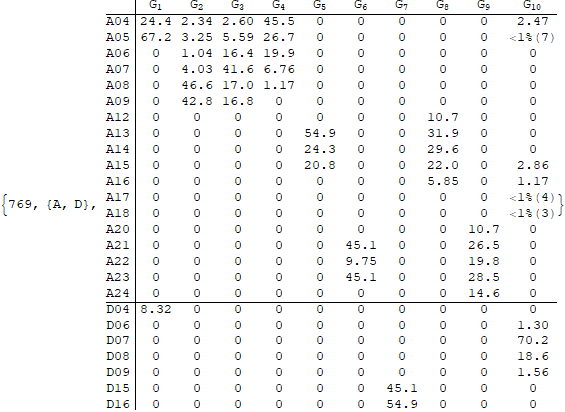 G₁ G₂ G₃ G₄ G₅ G₆ G₇ G₈ G₉ G₁₀
A04 24.4 2.34 2.60 45.5 0 0 0 0 0 2.47
A05 67.2 3.25 5.59 26.7 0 0 0 0 0 <1%(7)
A06 0 1.04 16.4 19.9 0 0 0 0 0 0
A07 0 4.03 41.6 6.76 0 0 0 0 0 0
A08 0 46.6 17.0 1.17 0 0 0 0 0 0
A09 0 42.8 16.8 0 0 0 0 0 0 0
A12 0 0 0 0 0 0 0 10.7 0 0
A13 0 0 0 0 54.9 0 0 31.9 0 0
A14 0 0 0 0 24.3 0 0 29.6 0 0
A15 0 0 0 0 20.8 0 0 22.0 0 2.86
A16 0 0 0 0 0 0 0 5.85 0 1.17
{769, {A, D}, A17 0 0 0 0 0 0 0 0 0 <1%(4) }
A18 0 0 0 0 0 0 0 0 0 <1%(3)
A20 0 0 0 0 0 0 0 0 10.7 0
A21 0 0 0 0 0 45.1 0 0 26.5 0
A22 0 0 0 0 0 9.75 0 0 19.8 0
A23 0 0 0 0 0 45.1 0 0 28.5 0
A24 0 0 0 0 0 0 0 0 14.6 0
D04 8.32 0 0 0 0 0 0 0 0 0
D06 0 0 0 0 0 0 0 0 0 1.30
D07 0 0 0 0 0 0 0 0 0 70.2
D08 0 0 0 0 0 0 0 0 0 18.6
D09 0 0 0 0 0 0 0 0 0 1.56
D15 0 0 0 0 0 0 45.1 0 0 0
D16 0 0 0 0 0 0 54.9 0 0 0